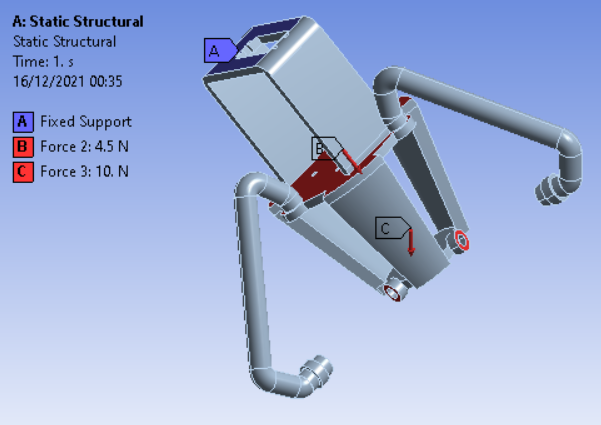 A: Static Structural
Static Structural
Time: 1. s
16/12/2021 00:35
A Fixed Support
B Force 2: 4.5 N
C Force 3: 10. N
A
B
C